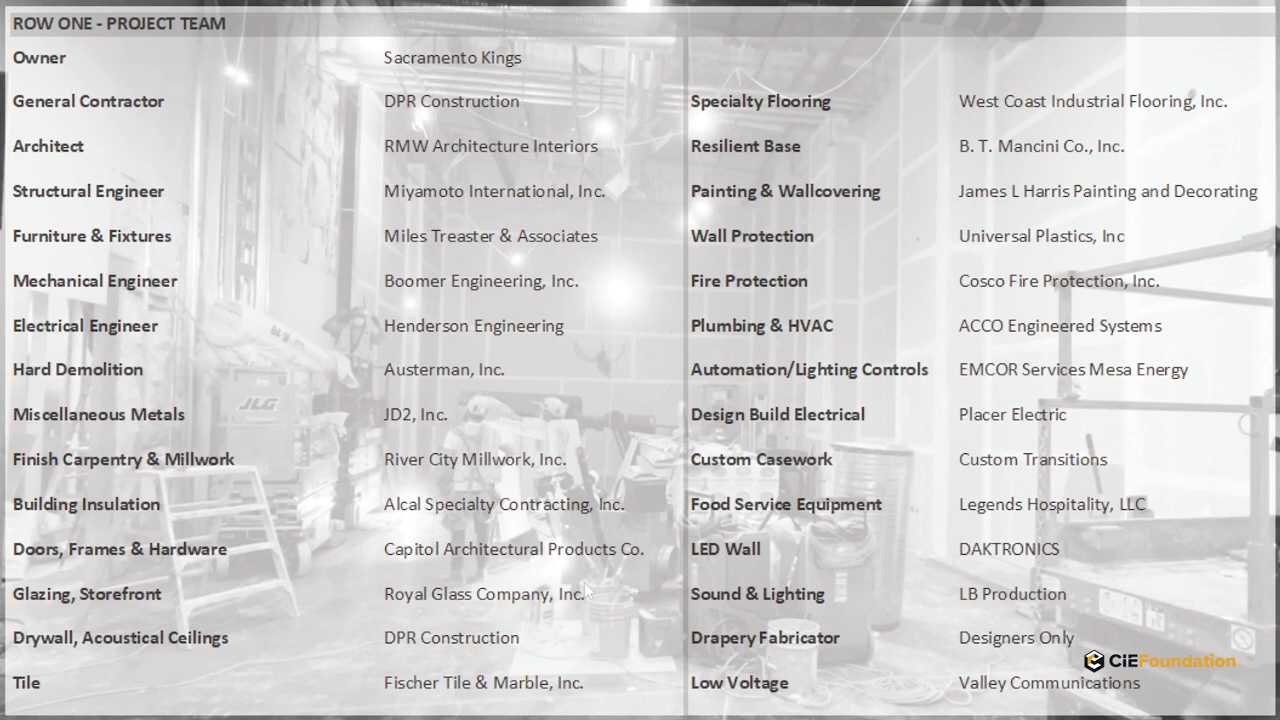 ROW ONE - PROJECT TEAM
Owner Sacramento Kings
General Contractor DPR Construction
Architect RMW Architecture Interiors
Structural Engineer Miyamoto International, Inc.
Furniture & Fixtures Miles Treaster & Associates
Mechanical Engineer Boomer Engineering, Inc.
Electrical Engineer Henderson Engineering
Hard Demolition Austerman, Inc.
Miscellaneous Metals JD2, Inc.
Finish Carpentry & Millwork River City Millwork, Inc.
Building Insulation Alcal Specialty Contracting, Inc.
Doors, Frames & Hardware Capitol Architectural Products Co.
Glazing, Storefront Royal Glass Company, Inc.
Drywall, Acoustical Ceilings DPR Construction
Tile Fischer Tile & Marble, Inc.
Specialty Flooring West Coast Industrial Flooring, Inc.
Resilient Base B. T. Mancini Co., Inc.
Painting & Wallcovering James L Harris Painting and Decorating
Wall Protection Universal Plastics, Inc
Fire Protection Cosco Fire Protection, Inc.
Plumbing & HVAC ACCO Engineered Systems
Automation/Lighting Controls EMCOR Services Mesa Energy
Design Build Electrical Placer Electric
Custom Casework Custom Transitions
Food Service Equipment Legends Hospitality, LLC
LED Wall DAKTRONICS
Sound & Lighting LB Production
Drapery Fabricator Designers Only
Low Voltage Valley Communications
CiEFoundation
JLG